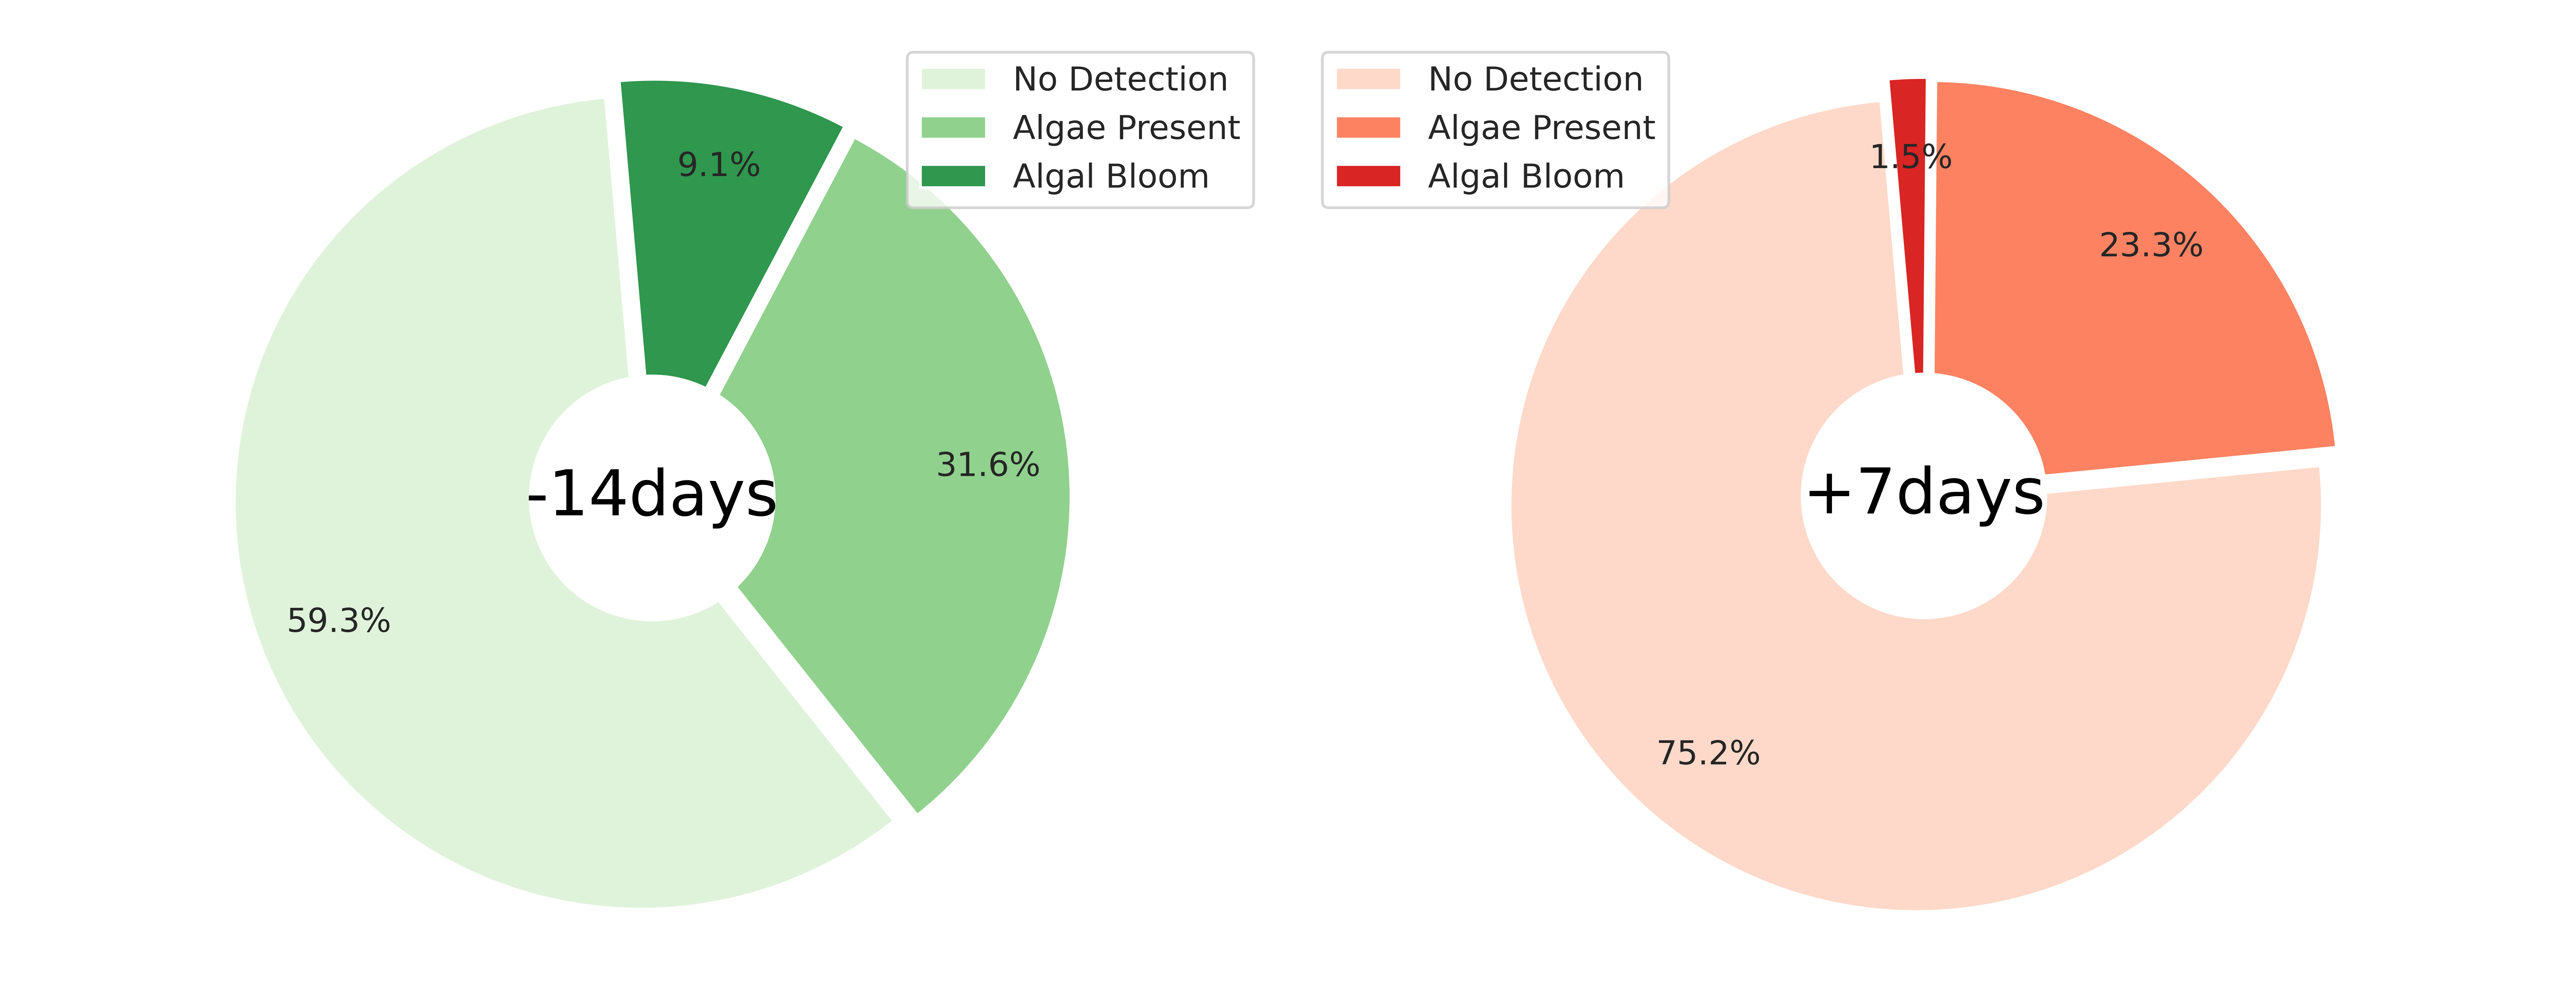 No Detection
Algae Present
Algal Bloom
9.1%
31.6%
-14days
59.3%
No Detection
Algae Present
Algal Bloom
1.5%
23.3%
+7days
75.2%